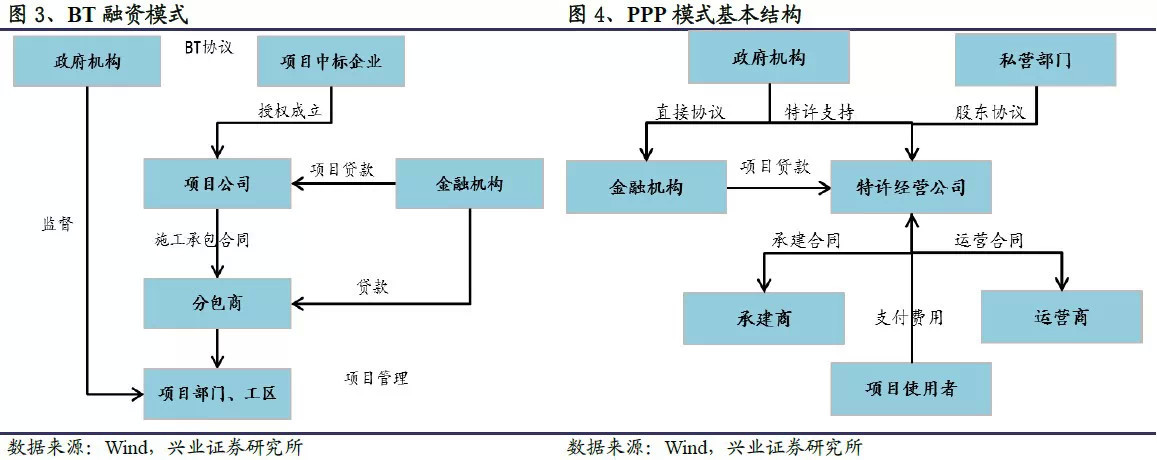 图 3、BT 融资模式
BT协议
政府机构
项目中标企业
授权成立
项目公司
项目贷款
金融机构
监督
施工承包合同
分包商
贷款
项目部门、工区
项目管理
数据来源：Wind，兴业证券研究所
图 4、PPP 模式基本结构
政府机构
私营部门
直接协议
特许支持
股东协议
金融机构
项目贷款
特许经营公司
承建合同
运营合同
承建商
支付费用
运营商
项目使用者
数据来源：Wind，兴业证券研究所